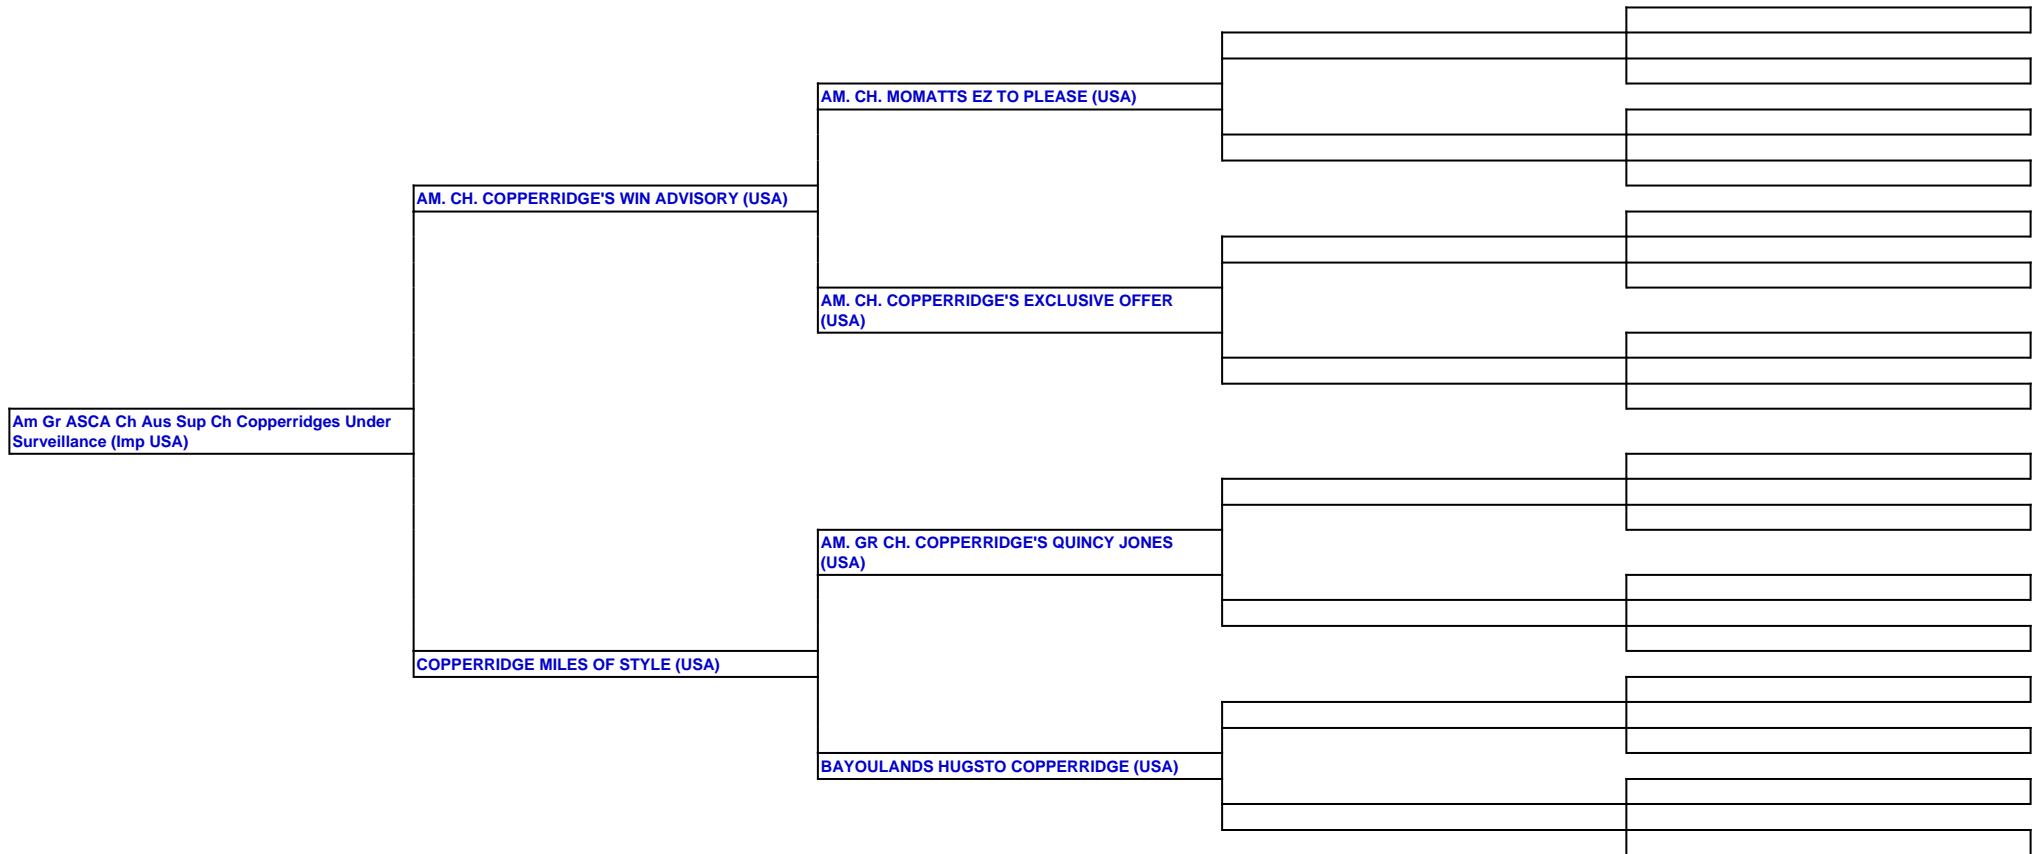 AM. CH. MOMATTS EZ TO PLEASE (USA)
AM. CH. COPPERRIDGE'S WIN ADVISORY (USA)
AM. CH. COPPERRIDGE'S EXCLUSIVE OFFER
(USA)
Am Gr ASCA Ch Aus Sup Ch Copperridges Under
Surveillance (Imp USA)
AM. GR CH. COPPERRIDGE'S QUINCY JONES
(USA)
COPPERRIDGE MILES OF STYLE (USA)
BAYOULANDS HUGSTO COPPERRIDGE (USA)